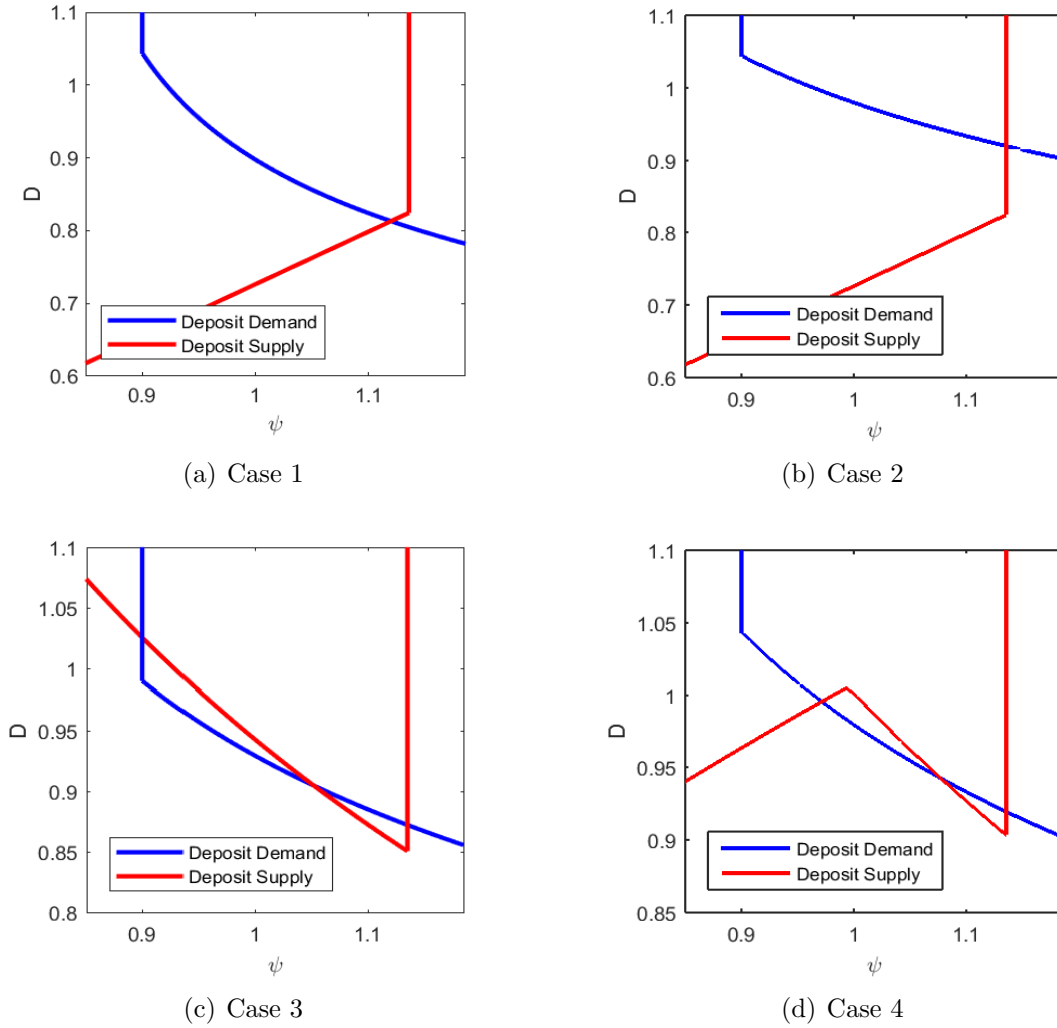 1.1
1
0.9
0.8
0.7
0.6
D
Deposit Demand
Deposit Supply
0.9
1
1.1
ψ
(a) Case 1
1.1
1
0.9
0.8
0.7
0.6
D
Deposit Demand
Deposit Supply
0.9
1
1.1
ψ
(b) Case 2
1.1
1.05
1
0.95
0.9
0.85
0.8
D
Deposit Demand
Deposit Supply
0.9
1
1.1
ψ
(c) Case 3
1.1
1.05
1
0.95
0.9
0.85
D
Deposit Demand
Deposit Supply
0.9
1
1.1
ψ
(d) Case 4